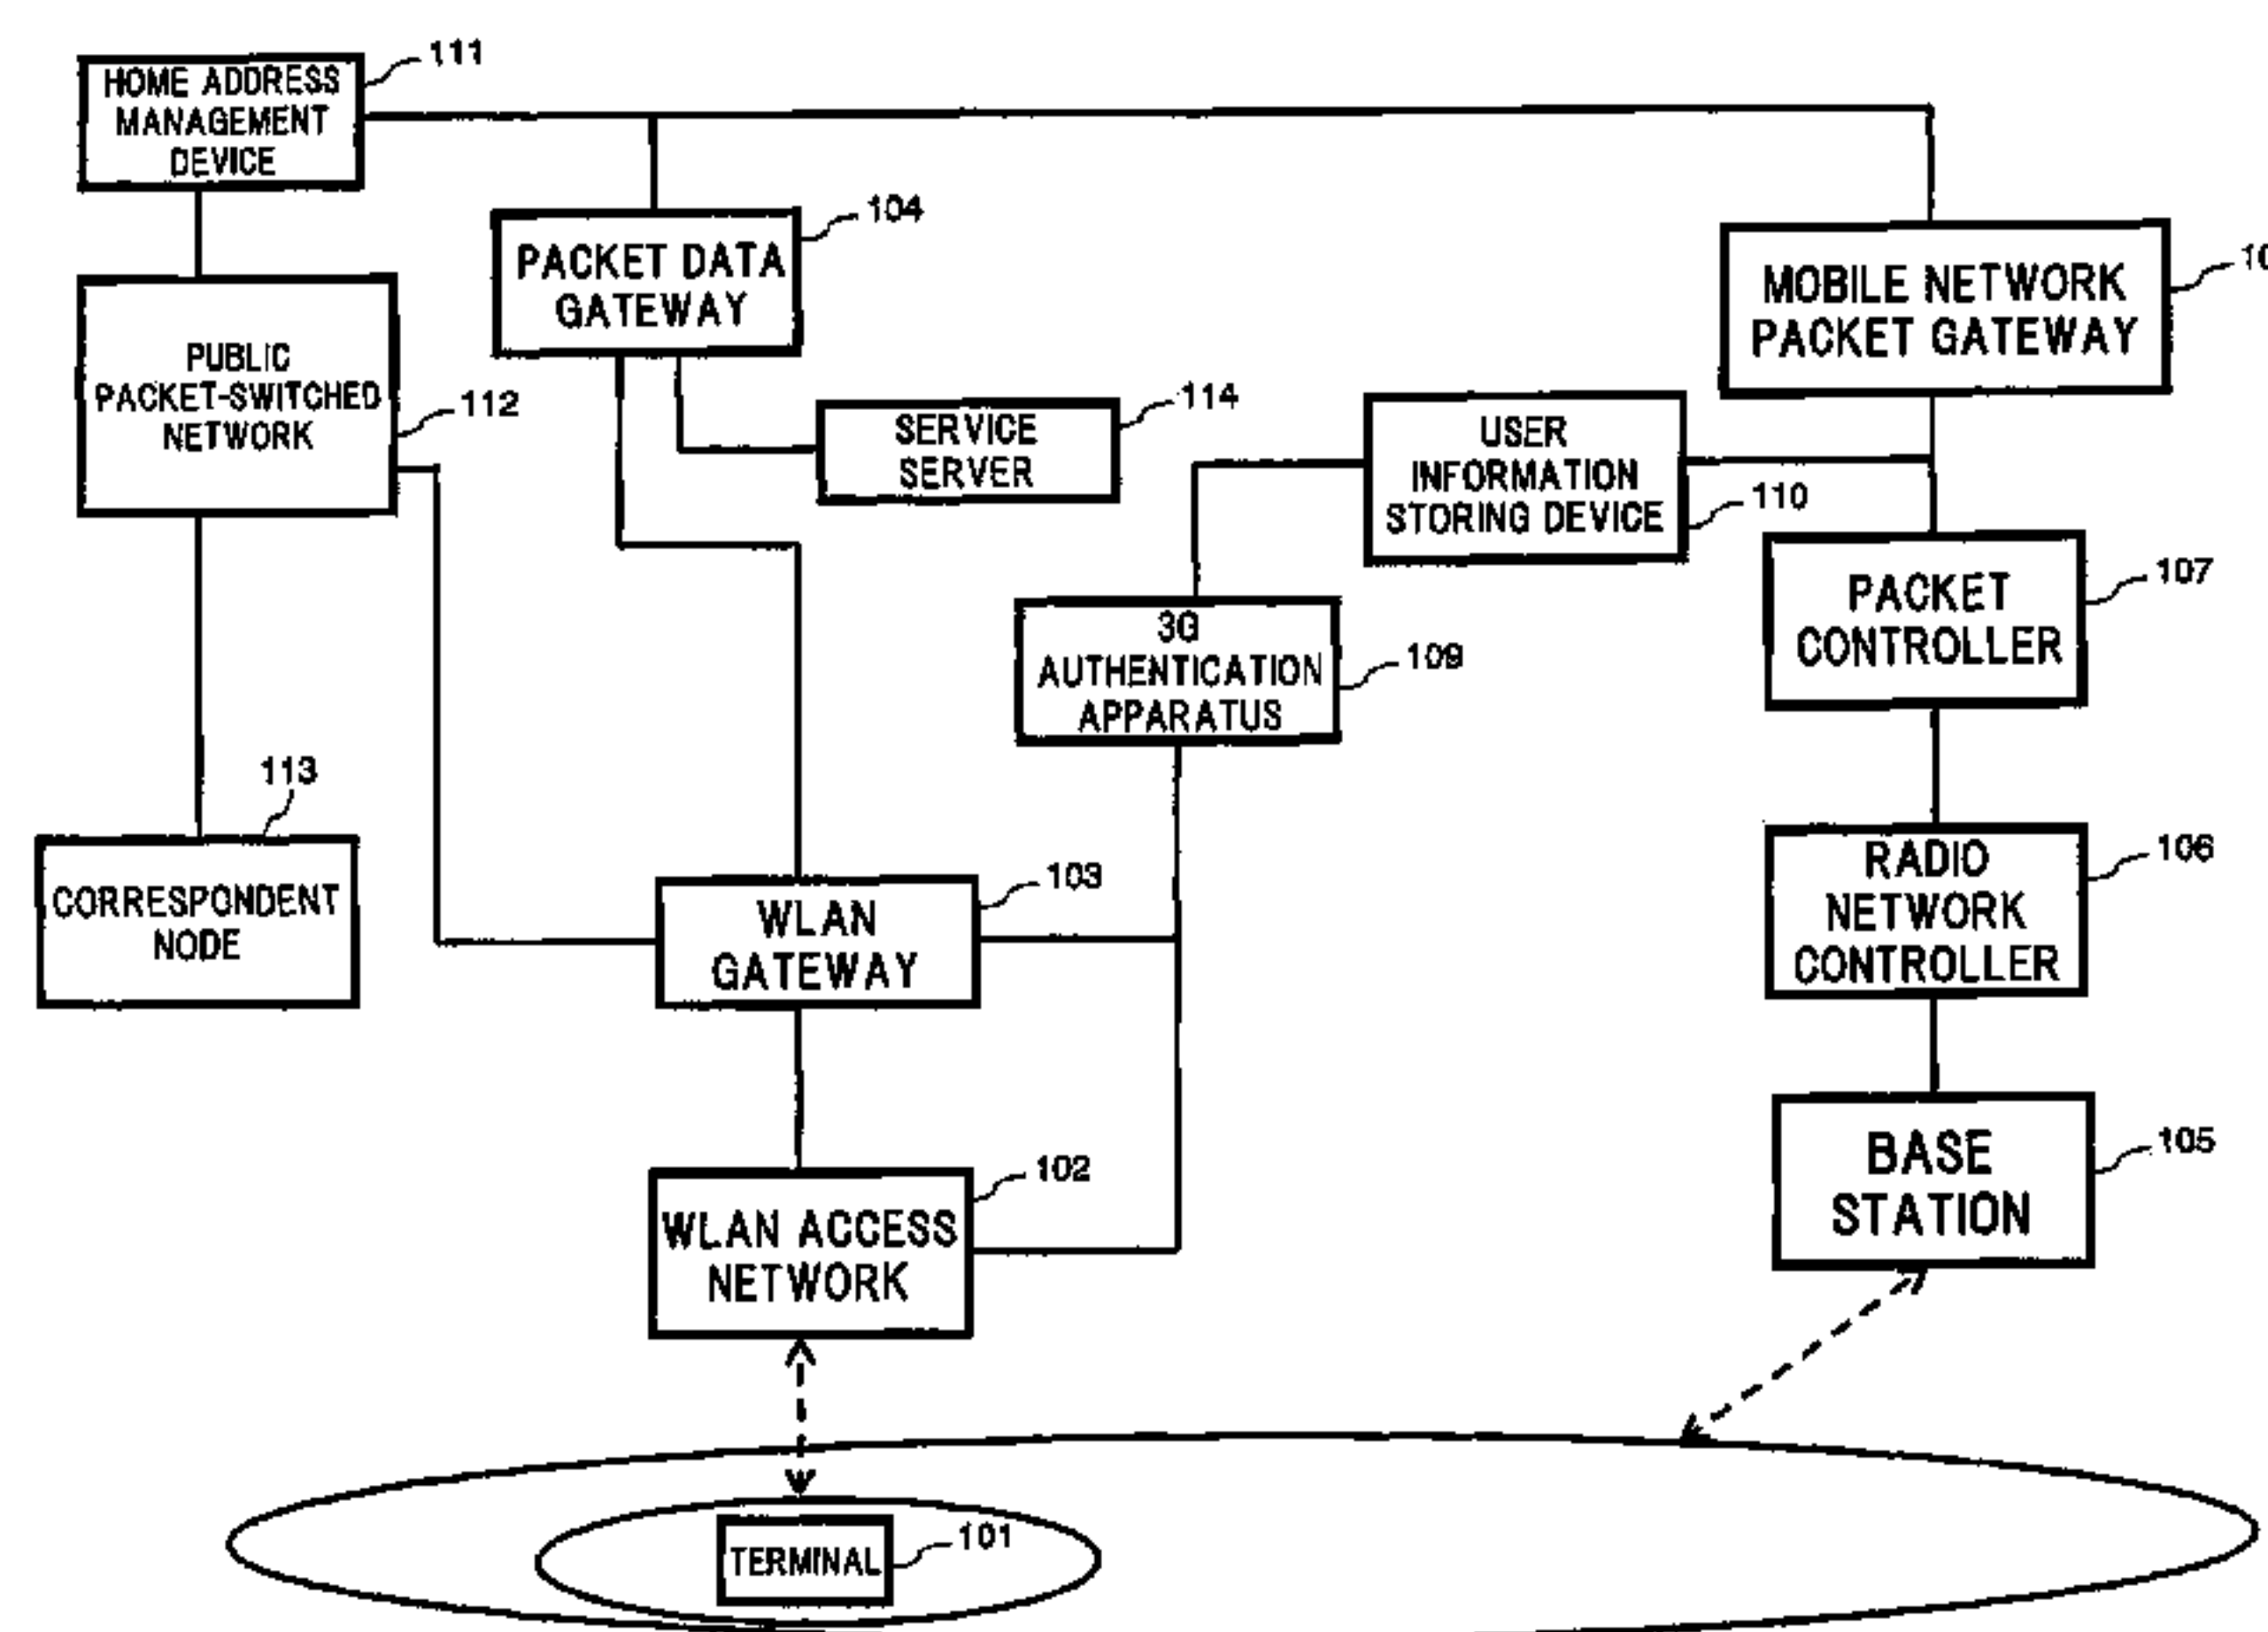 111
HOME ADDRESS
MANAGEMENT
DEVICE
104
PACKET DATA
GATEWAY
MOBILE NETWORK
PACKET GATEWAY
PUBLIC
PACKET-SWITCHED
NETWORK
112
SERVICE
SERVER
114
USER
INFORMATION
STORING DEVICE
110
PACKET
CONTROLLER
107
3G
AUTHENTICATION
APPARATUS
109
113
CORRESPONDENT
NODE
103
WLAN
GATEWAY
RADIO
NETWORK
CONTROLLER
106
102
WLAN ACCESS
NETWORK
BASE
STATION
105
TERMINAL
101